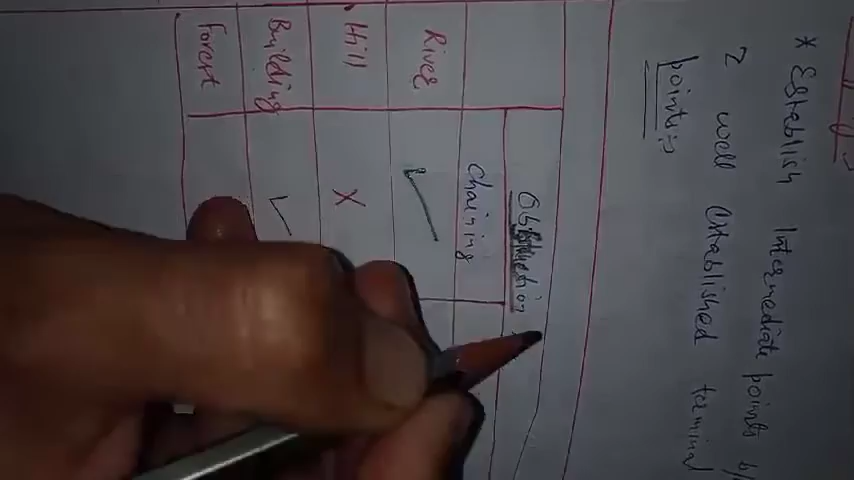 * Establish Intermediate points b/
2 well established terminal
points:-
Obstruction
Chaining
River ✓
Hill X
Building ✓
Forest